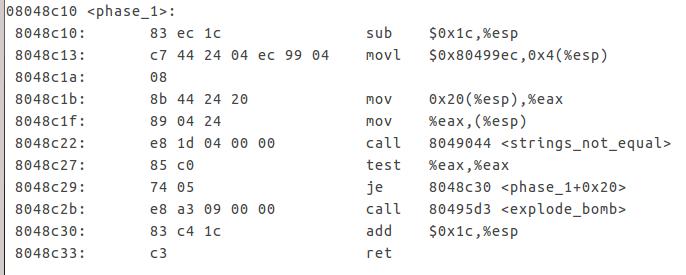 08048c10 <phase_1>:
8048c10: 83 ec 1c sub $0x1c,%esp
8048c13: c7 44 24 04 ec 99 04 movl $0x80499ec,0x4(%esp)
8048c1a: 08
8048c1b: 8b 44 24 20 mov 0x20(%esp),%eax
8048c1f: 89 04 24 mov %eax,(%esp)
8048c22: e8 1d 04 00 00 call 8049044 <strings_not_equal>
8048c27: 85 c0 test %eax,%eax
8048c29: 74 05 je 8048c30 <phase_1+0x20>
8048c2b: e8 a3 09 00 00 call 80495d3 <explode_bomb>
8048c30: 83 c4 1c add $0x1c,%esp
8048c33: c3 ret